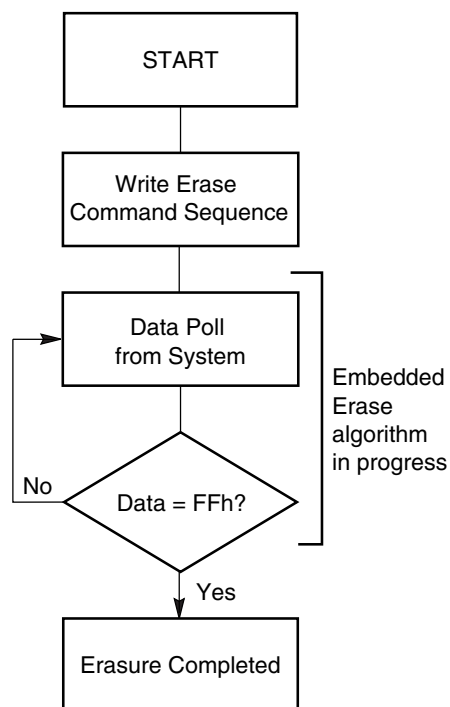 START
Write Erase
Command Sequence
Data Poll
from System
Embedded
Erase
algorithm
in progress
No
Data = FFh?
Yes
Erasure Completed